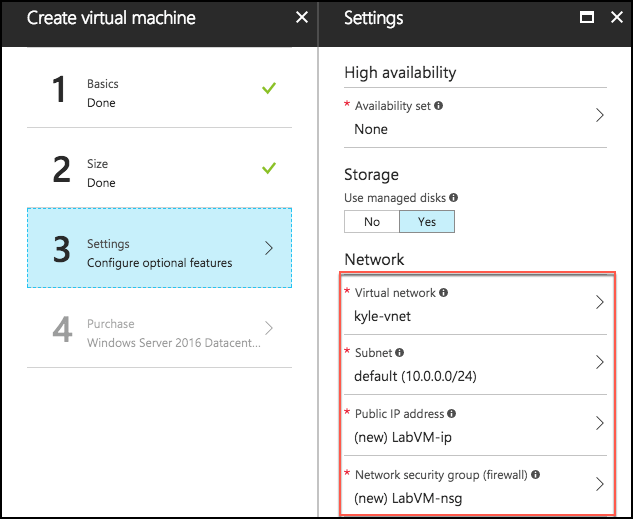 Create virtual machine
1
Basics
Done
2
Size
Done
3
Settings
Configure optional features
4
Purchase
Windows Server 2016 Datacent...
Settings
High availability
* Availability set
None
Storage
Use managed disks
No Yes
Network
* Virtual network
kyle-vnet
* Subnet
default (10.0.0.0/24)
* Public IP address
(new) LabVM-ip
* Network security group (firewall)
(new) LabVM-nsg